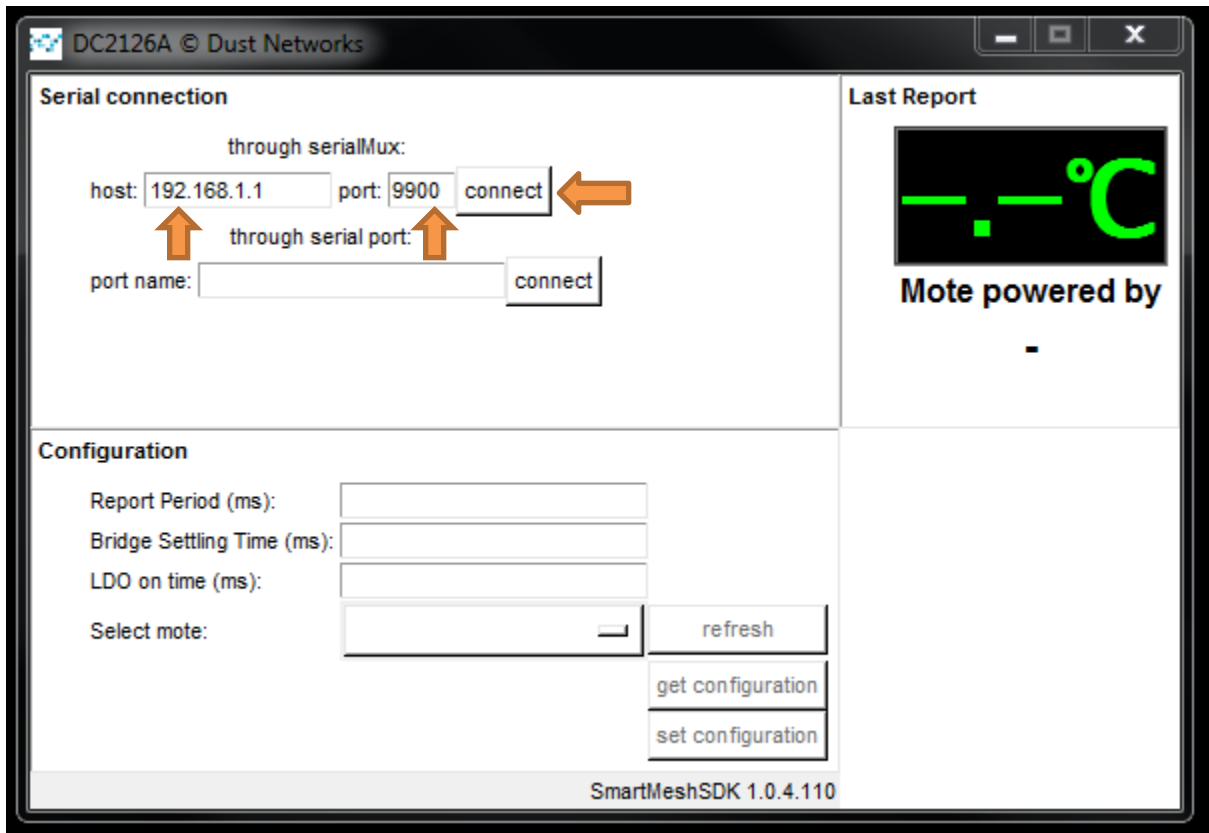 DC2126A © Dust Networks
Serial connection
through serialMux:
host: 192.168.1.1 port: 9900 connect
through serial port:
port name: connect
Last Report
–.–°C
Mote powered by
-
Configuration
Report Period (ms):
Bridge Settling Time (ms):
LDO on time (ms):
Select mote: refresh
get configuration
set configuration
SmartMeshSDK 1.0.4.110